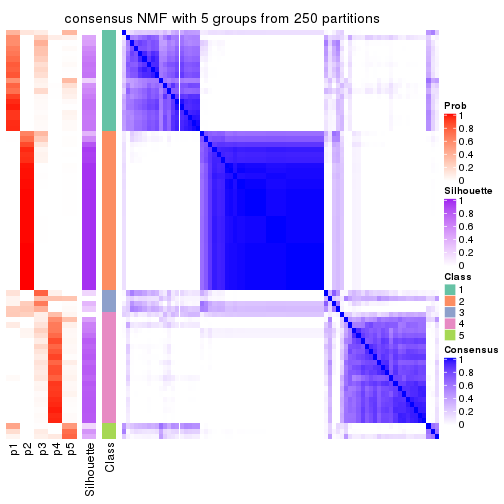 consensus NMF with 5 groups from 250 partitions
Prob
1
0.8
0.6
0.4
0.2
0
Silhouette
1
0.8
0.6
0.4
0.2
0
Class
1
2
3
4
5
Consensus
1
0.8
0.6
0.4
0.2
0
p1
p2
p3
p4
p5
Silhouette
Class